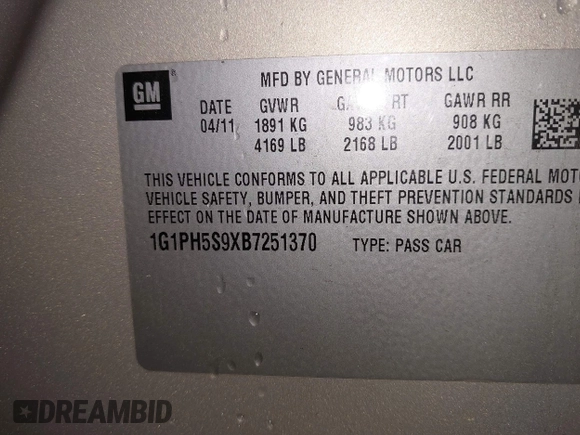 GM
MFD BY GENERAL MOTORS LLC
DATE GVWR GAWR FRT GAWR RR
04/11 1891 KG 983 KG 908 KG
4169 LB 2168 LB 2001 LB
THIS VEHICLE CONFORMS TO ALL APPLICABLE U.S. FEDERAL
VEHICLE SAFETY, BUMPER, AND THEFT PREVENTION STANDARDS
EFFECT ON THE DATE OF MANUFACTURE SHOWN ABOVE.
1G1PH5S9XB7251370 TYPE: PASS CAR
DREAMBID